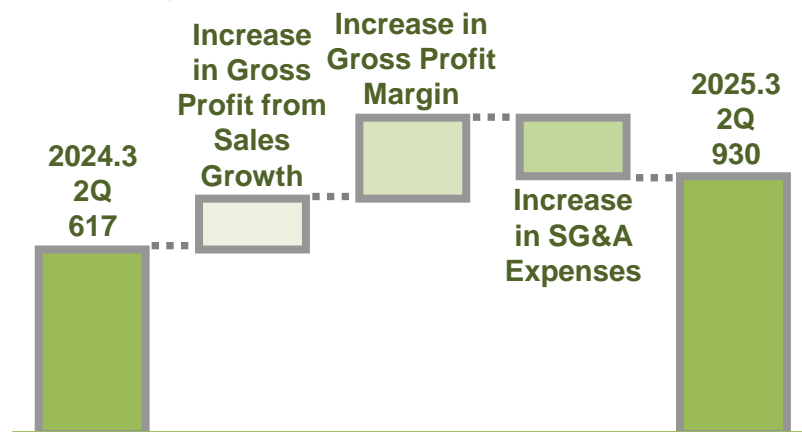 2024.3
2Q
617
Increase
in Gross
Profit from
Sales
Growth
Increase in
Gross Profit
Margin
Increase
in SG&A
Expenses
2025.3
2Q
930